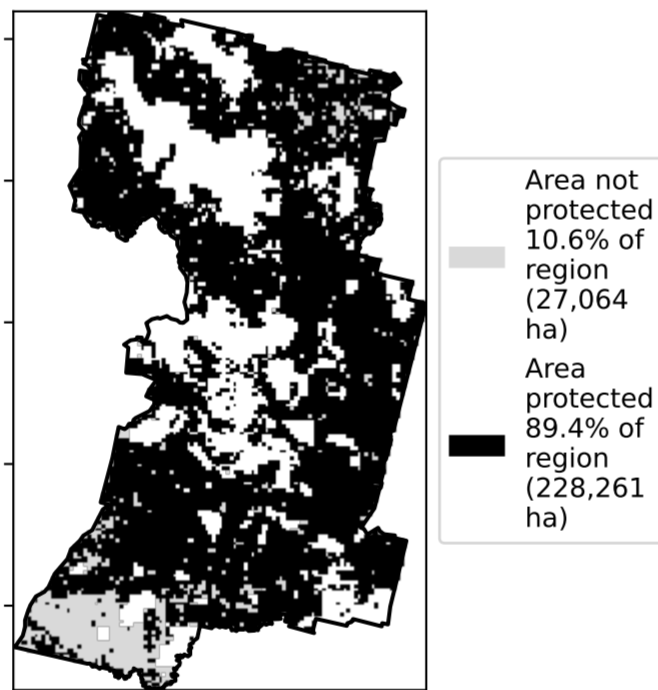 Area not
protected
10.6% of
region
(27,064
ha)
Area
protected
89.4% of
region
(228,261
ha)